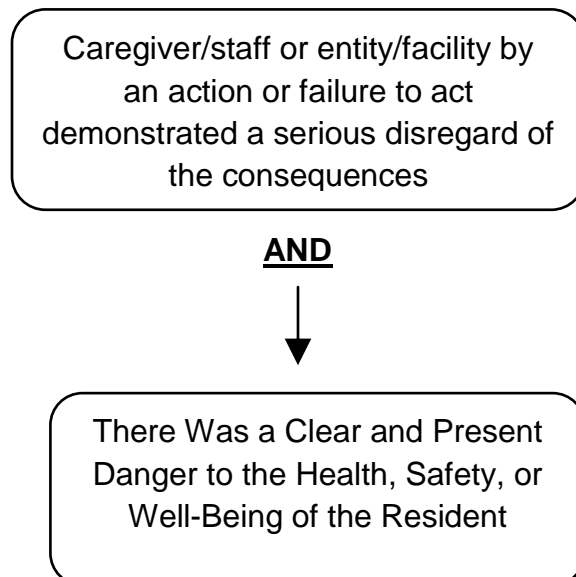 Caregiver/staff or entity/facility by
an action or failure to act
demonstrated a serious disregard of
the consequences
AND
There Was a Clear and Present
Danger to the Health, Safety, or
Well-Being of the Resident